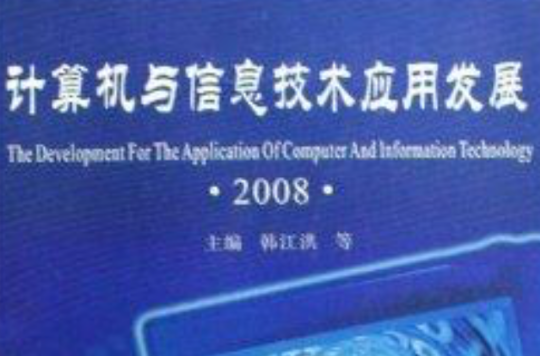 计算机与信息技术应用发展
The Development For The Application Of Computer And Information Technology
·2008·
主编 韩江洪 等